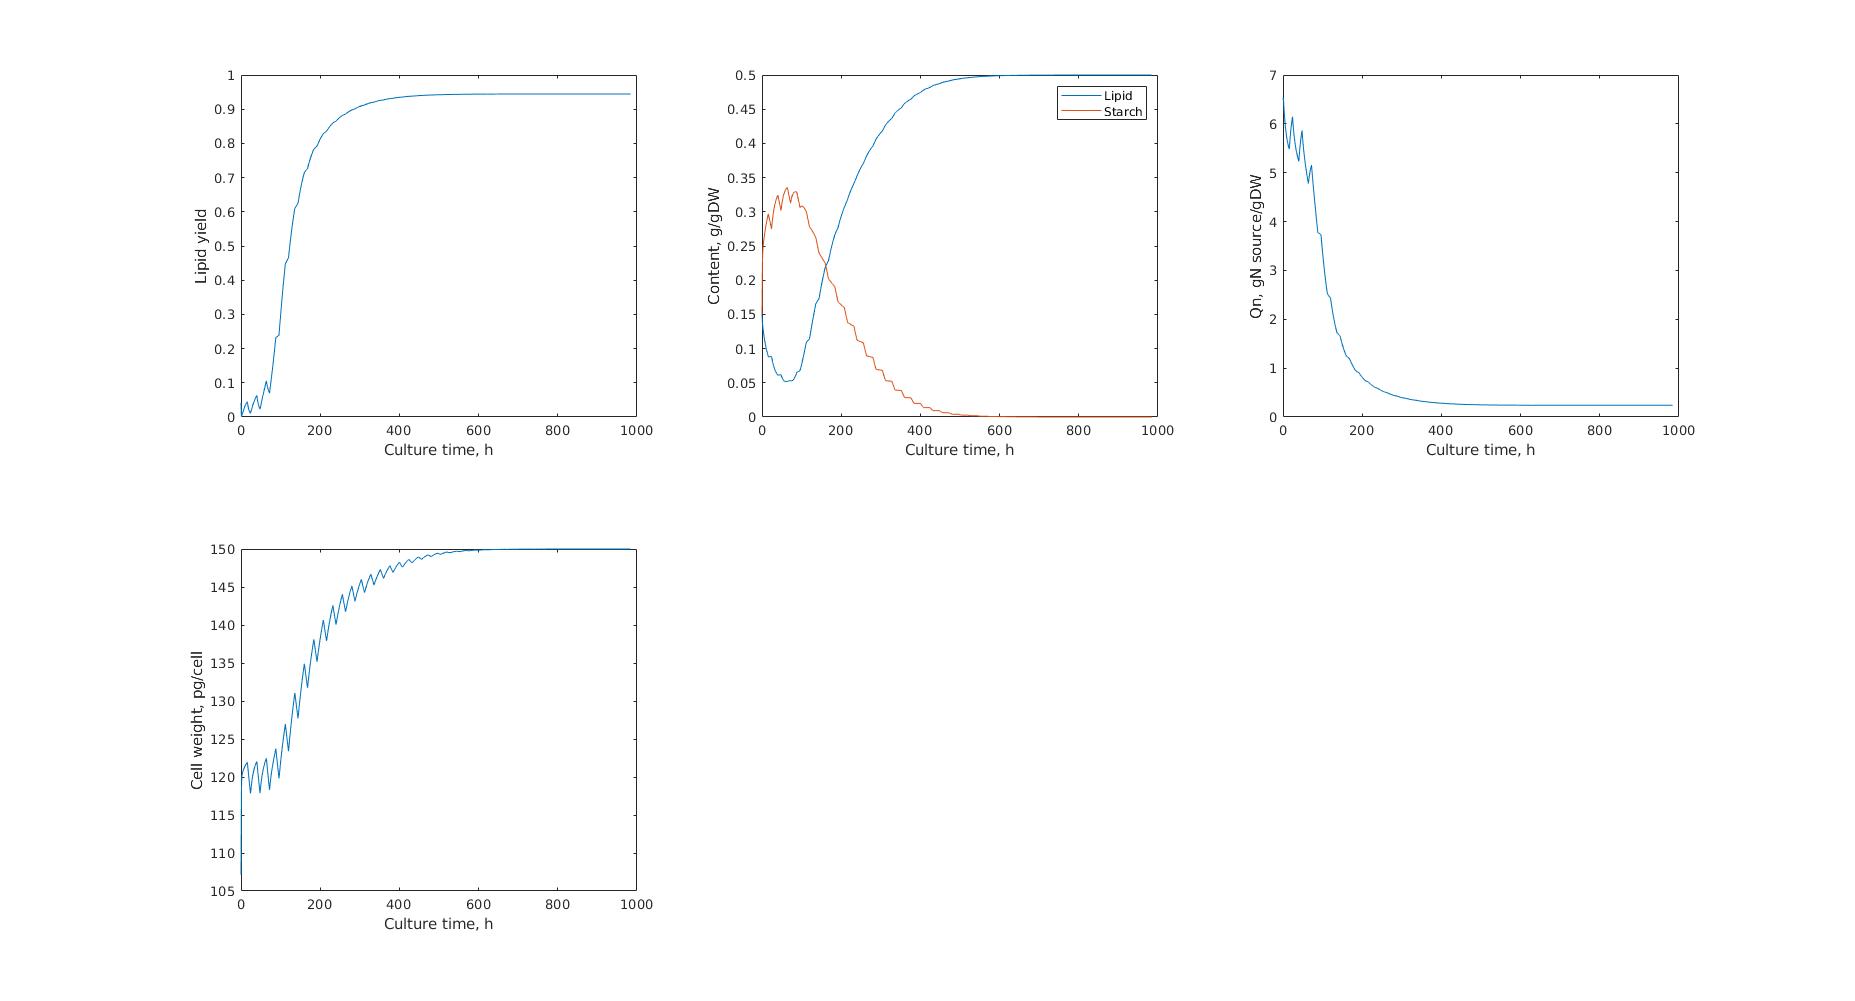 Lipid yield
1
0.9
0.8
0.7
0.6
0.5
0.4
0.3
0.2
0.1
0
0 200 400 600 800 1000
Culture time, h
Content, g/gDW
0.5
0.45
0.4
0.35
0.3
0.25
0.2
0.15
0.1
0.05
0
Lipid
Starch
0 200 400 600 800 1000
Culture time, h
Qn, gN source/gDW
7
6
5
4
3
2
1
0
0 200 400 600 800 1000
Culture time, h
Cell weight, pg/cell
150
145
140
135
130
125
120
115
110
105
0 200 400 600 800 1000
Culture time, h